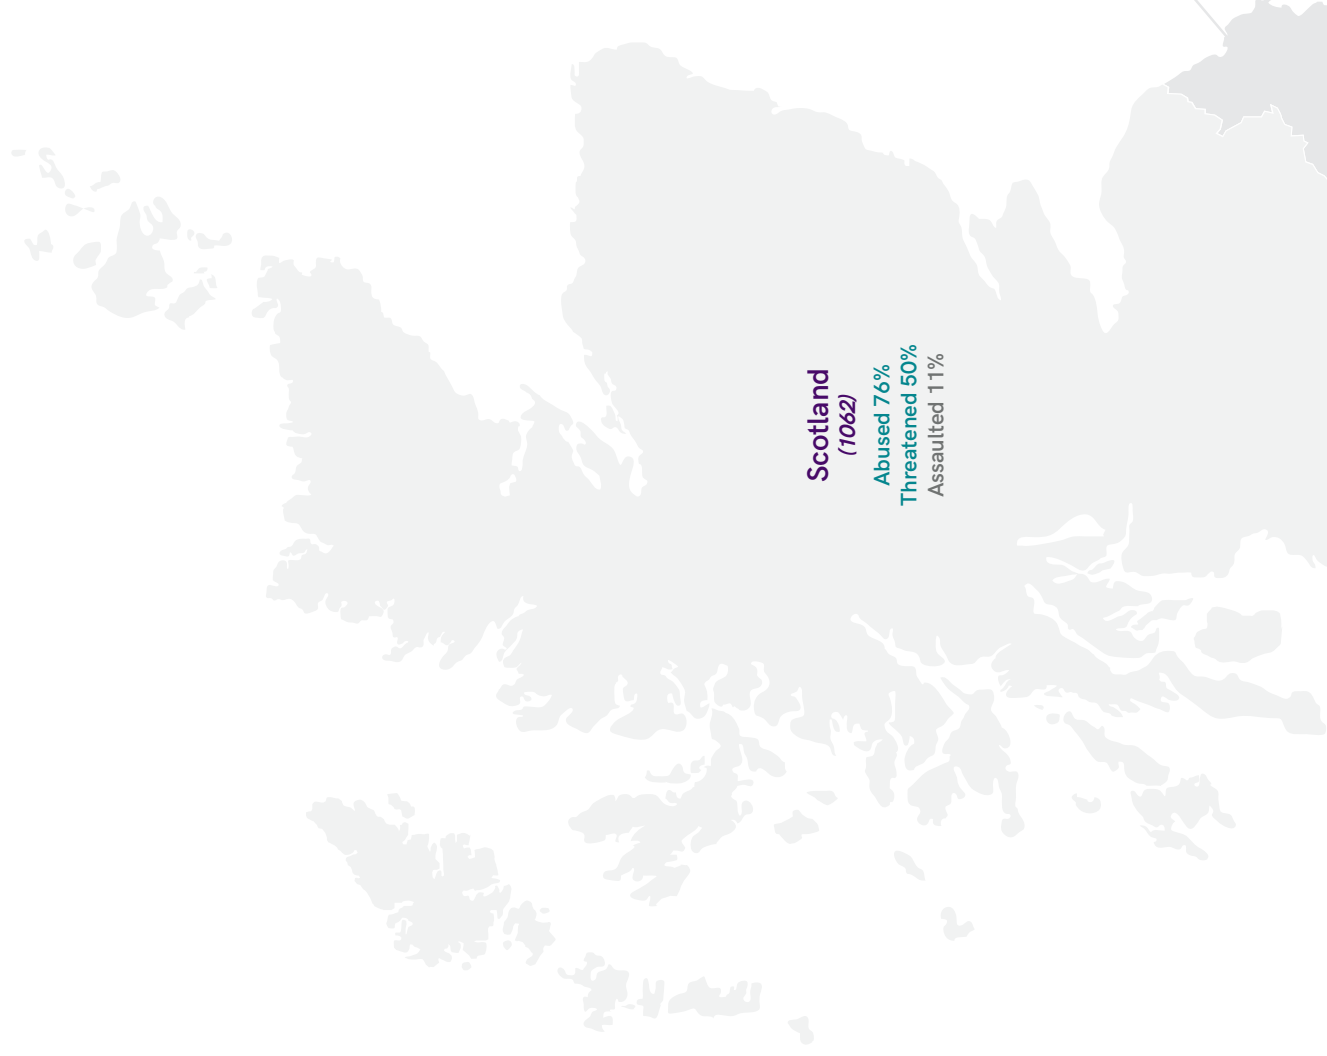 Scotland
(1062)
Abused 76%
Threatened 50%
Assaulted 11%